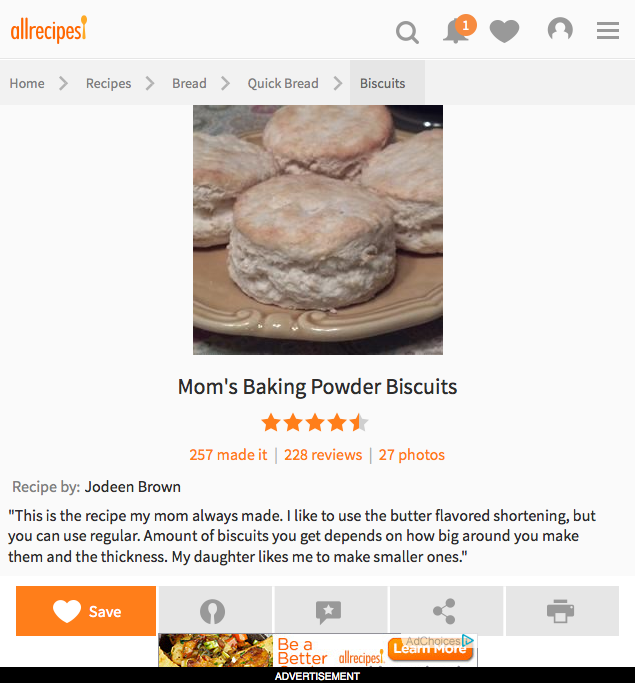 allrecipes
1
Home Recipes Bread Quick Bread Biscuits
Mom's Baking Powder Biscuits
257 made it | 228 reviews | 27 photos
Recipe by: Jodeen Brown
"This is the recipe my mom always made. I like to use the butter flavored shortening, but
you can use regular. Amount of biscuits you get depends on how big around you make
them and the thickness. My daughter likes me to make smaller ones."
Save
Be a
Better
allrecipes
Learn More
AdChoices
ADVERTISEMENT